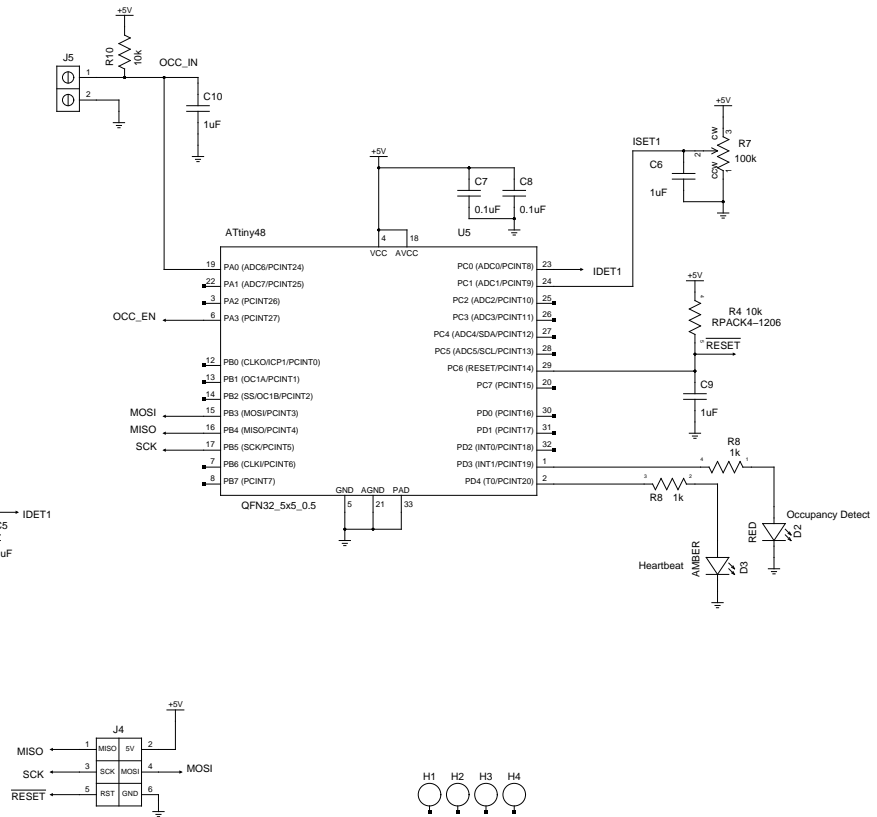 +5V
R10
10k
J5
1
OCC_IN
2
C10
1uF
+5V
CW
3
ISET1
2
R7
100k
C6
1uF
CCW
1
+5V
C7
C8
0.1uF
0.1uF
ATtiny48
U5
4
18
VCC
AVCC
19
PA0 (ADC6/PCINT24)
22
PA1 (ADC7/PCINT25)
3
PA2 (PCINT26)
OCC_EN
6
PA3 (PCINT27)
12
PB0 (CLKO/ICP1/PCINT0)
13
PB1 (OC1A/PCINT1)
14
PB2 (SS/OC1B/PCINT2)
MOSI
15
PB3 (MOSI/PCINT3)
MISO
16
PB4 (MISO/PCINT4)
SCK
17
PB5 (SCK/PCINT5)
7
PB6 (CLKI/PCINT6)
8
PB7 (PCINT7)
PC0 (ADC0/PCINT8)
23
IDET1
PC1 (ADC1/PCINT9)
24
PC2 (ADC2/PCINT10)
25
PC3 (ADC3/PCINT11)
26
PC4 (ADC4/SDA/PCINT12)
27
PC5 (ADC5/SCL/PCINT13)
28
PC6 (RESET/PCINT14)
29
PC7 (PCINT15)
20
PD0 (PCINT16)
30
PD1 (PCINT17)
31
PD2 (INT0/PCINT18)
32
PD3 (INT1/PCINT19)
1
PD4 (T0/PCINT20)
2
GND
AGND
PAD
5
21
33
QFN32_5x5_0.5
+5V
4
R4 10k
RPACK4-1206
5
RESET
C9
1uF
R8
1k
4
1
3
2
R8
1k
RED
D2
Occupancy Detect
Heartbeat
AMBER
D3
IDET1
C5
uF
+5V
J4
MISO
1
MISO
5V
2
SCK
3
SCK
MOSI
4
MOSI
RESET
5
RST
GND
6
H1
H2
H3
H4